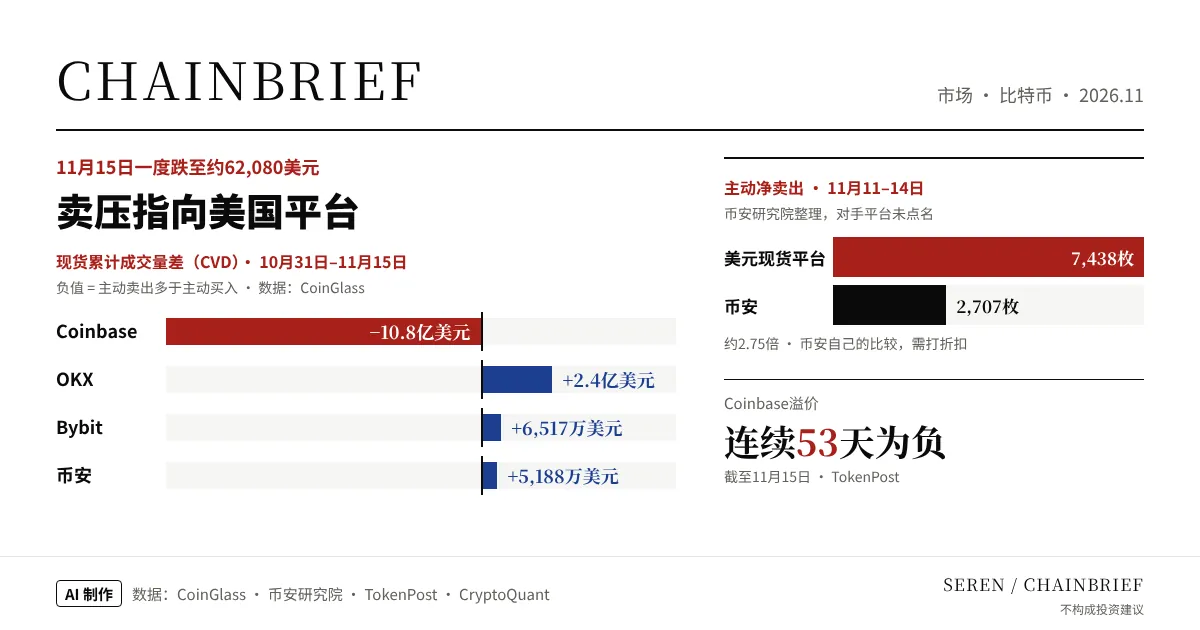 CHAINBRIEF
市场 · 比特币 · 2026.11
11月15日一度跌至约62,080美元
卖压指向美国平台
现货累计成交量差（CVD）· 10月31日–11月15日
负值 = 主动卖出多于主动买入 · 数据：CoinGlass
Coinbase −10.8亿美元
OKX +2.4亿美元
Bybit +6,517万美元
币安 +5,188万美元
主动净卖出 · 11月11–14日
币安研究院整理，对手平台未点名
美元现货平台 7,438枚
币安 2,707枚
约2.75倍 · 币安自己的比较，需打折扣
Coinbase溢价
连续53天为负
截至11月15日 · TokenPost
AI 制作 数据：CoinGlass · 币安研究院 · TokenPost · CryptoQuant
SEREN / CHAINBRIEF
不构成投资建议